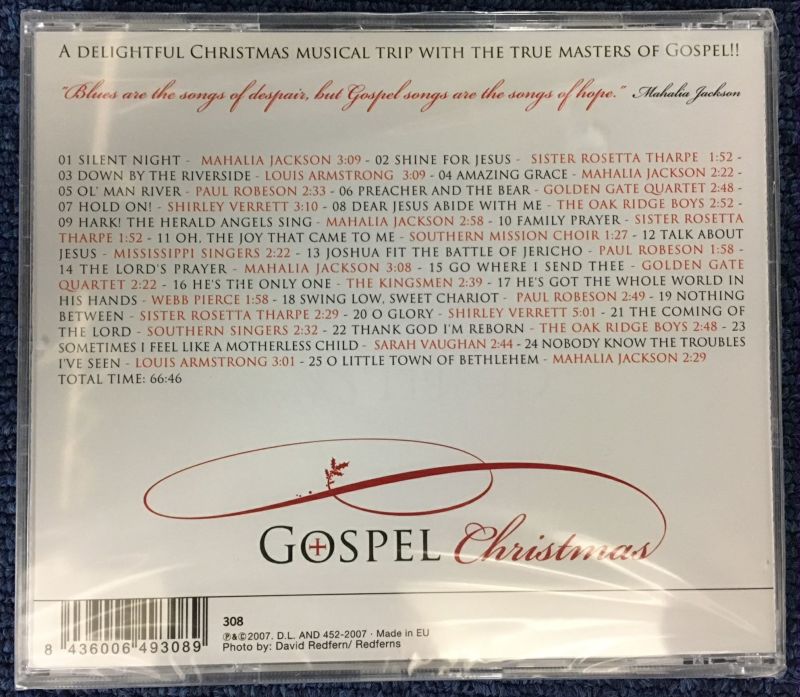 A DELIGHTFUL CHRISTMAS MUSICAL TRIP WITH THE TRUE MASTERS OF GOSPEL!!
"Blues are the songs of despair, but Gospel songs are the songs of hope." Mahalia Jackson
01 SILENT NIGHT - MAHALIA JACKSON 3:09 - 02 SHINE FOR JESUS - SISTER ROSETTA THARPE 1:52 -
03 DOWN BY THE RIVERSIDE - LOUIS ARMSTRONG 3:09 - 04 AMAZING GRACE - MAHALIA JACKSON 2:22 -
05 OL' MAN RIVER - PAUL ROBESON 2:33 - 06 PREACHER AND THE BEAR - GOLDEN GATE QUARTET 2:48 -
07 HOLD ON! - SHIRLEY VERRETT 3:10 - 08 DEAR JESUS ABIDE WITH ME - THE OAK RIDGE BOYS 2:52 -
09 HARK! THE HERALD ANGELS SING - MAHALIA JACKSON 2:58 - 10 FAMILY PRAYER - SISTER ROSETTA
THARPE 1:52 - 11 OH, THE JOY THAT CAME TO ME - SOUTHERN MISSION CHOIR 1:27 - 12 TALK ABOUT
JESUS - MISSISSIPPI SINGERS 2:22 - 13 JOSHUA FIT THE BATTLE OF JERICHO - PAUL ROBESON 1:58 -
14 THE LORD'S PRAYER - MAHALIA JACKSON 3:08 - 15 GO WHERE I SEND THEE - GOLDEN GATE
QUARTET 2:22 - 16 HE'S THE ONLY ONE - THE KINGSMEN 2:39 - 17 HE'S GOT THE WHOLE WORLD IN
HIS HANDS - WEBB PIERCE 1:58 - 18 SWING LOW, SWEET CHARIOT - PAUL ROBESON 2:49 - 19 NOTHING
BETWEEN - SISTER ROSETTA THARPE 2:29 - 20 O GLORY - SHIRLEY VERRETT 5:01 - 21 THE COMING OF
THE LORD - SOUTHERN SINGERS 2:32 - 22 THANK GOD I'M REBORN - THE OAK RIDGE BOYS 2:48 - 23
SOMETIMES I FEEL LIKE A MOTHERLESS CHILD - SARAH VAUGHAN 2:44 - 24 NOBODY KNOW THE TROUBLES
I'VE SEEN - LOUIS ARMSTRONG 3:01 - 25 O LITTLE TOWN OF BETHLEHEM - MAHALIA JACKSON 2:29
TOTAL TIME: 66:46
GOSPEL Christmas
308
℗&©2007. D.L. AND 452-2007 · Made in EU
Photo by: David Redfern/ Redferns
8 436006 493089